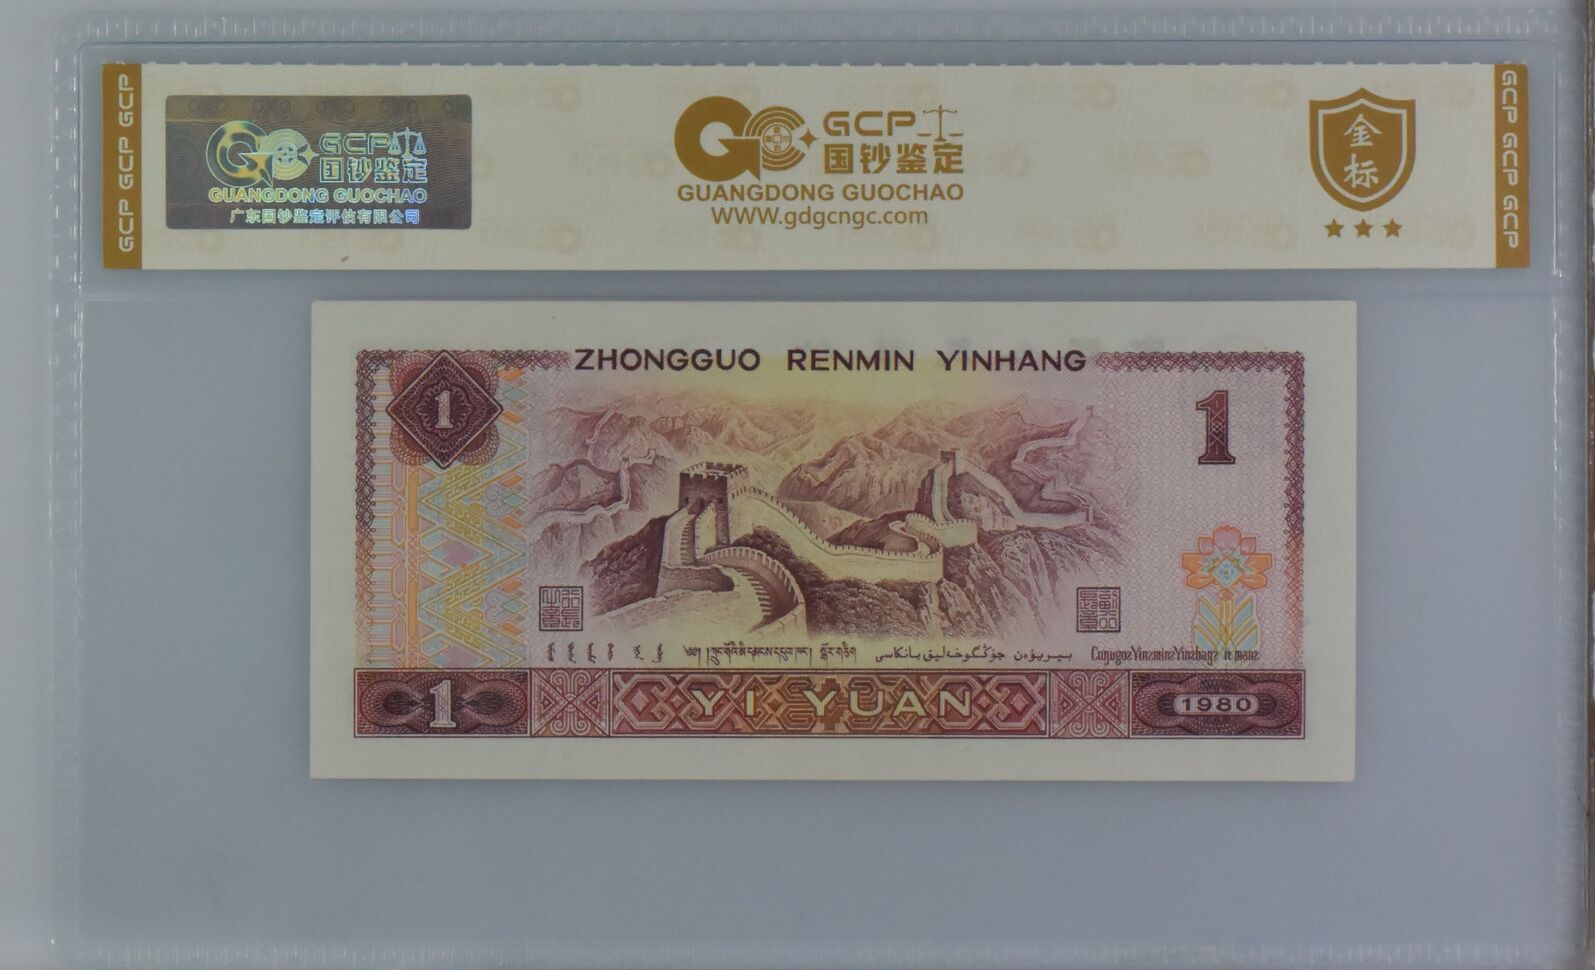 GCP GCP GCP
GCP
国钞鉴定
GUANGDONG GUOCHAO
广东国钞鉴定评估有限公司
GCP
国钞鉴定
GUANGDONG GUOCHAO
WWW.gdgcngc.com
金
标
GCP GCP GCP
ZHONGGUO RENMIN YINHANG
1
1
1
YI YUAN
1980